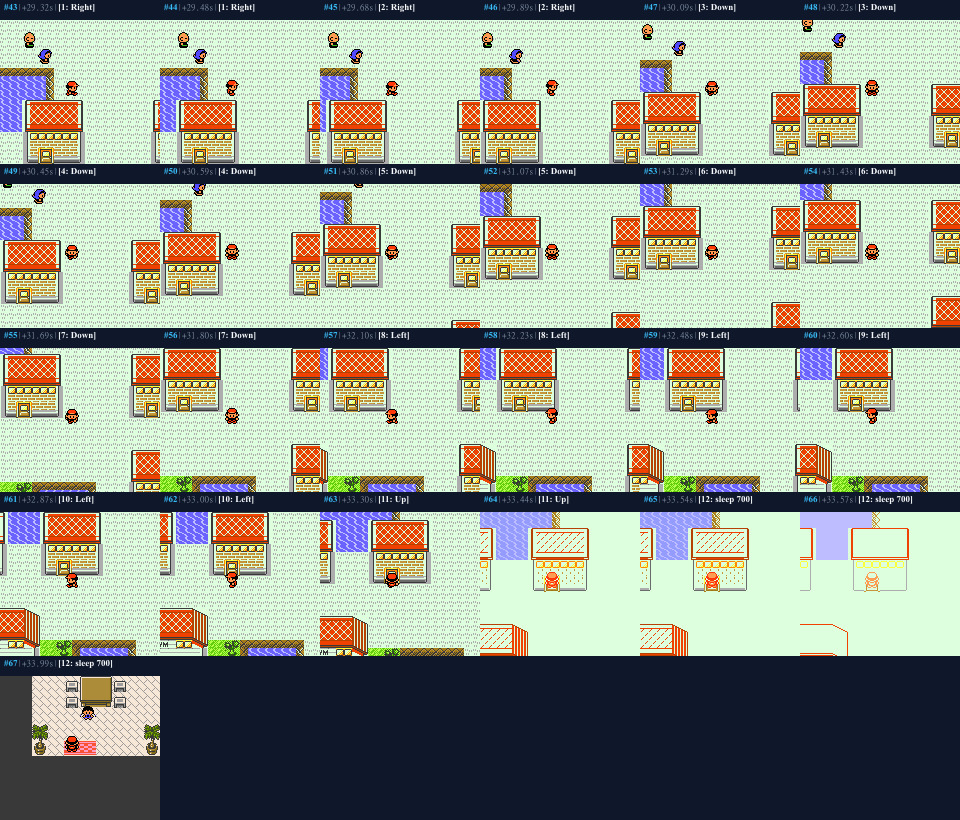 #43|+29.32s|[1: Right]
#44|+29.48s|[1: Right]
#45|+29.68s|[2: Right]
#46|+29.89s|[2: Right]
#47|+30.09s|[3: Down]
#48|+30.22s|[3: Down]
#49|+30.45s|[4: Down]
#50|+30.59s|[4: Down]
#51|+30.86s|[5: Down]
#52|+31.07s|[5: Down]
#53|+31.29s|[6: Down]
#54|+31.43s|[6: Down]
#55|+31.69s|[7: Down]
#56|+31.80s|[7: Down]
#57|+32.10s|[8: Left]
#58|+32.23s|[8: Left]
#59|+32.48s|[9: Left]
#60|+32.60s|[9: Left]
#61|+32.87s|[10: Left]
#62|+33.00s|[10: Left]
#63|+33.30s|[11: Up]
#64|+33.44s|[11: Up]
#65|+33.54s|[12: sleep 700]
#66|+33.57s|[12: sleep 700]
#67|+33.99s|[12: sleep 700]